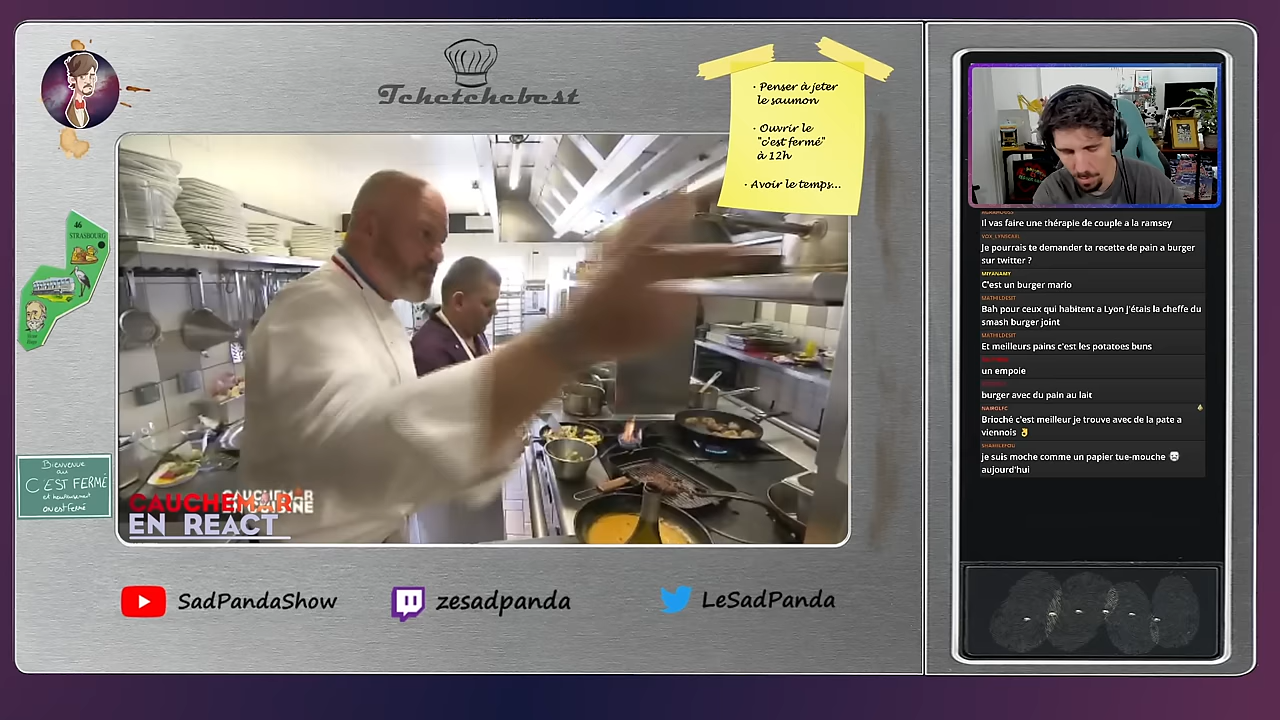 Tchetchebest
· Penser à jeter
le saumon
· Ouvrir le
"c'est fermé"
à 12h
· Avoir le temps...
46
STRASBOURG
Bienvenue
au
C'EST FERMÉ
et heureusement
on est fermé
CAUCHEMAR
EN REACT
SadPandaShow
zesadpanda
LeSadPanda
Il vas faire une thérapie de couple a la ramsey
Je pourrais te demander ta recette de pain a burger
sur twitter ?
MIYANAMY
C'est un burger mario
MATHILDESIT
Bah pour ceux qui habitent a Lyon j'étais la cheffe du
smash burger joint
MATHILDESIT
Et meilleurs pains c'est les potatoes buns
un empoie
burger avec du pain au lait
Brioché c'est meilleur je trouve avec de la pate a
viennois 👌
je suis moche comme un papier tue-mouche 💀
aujourd'hui